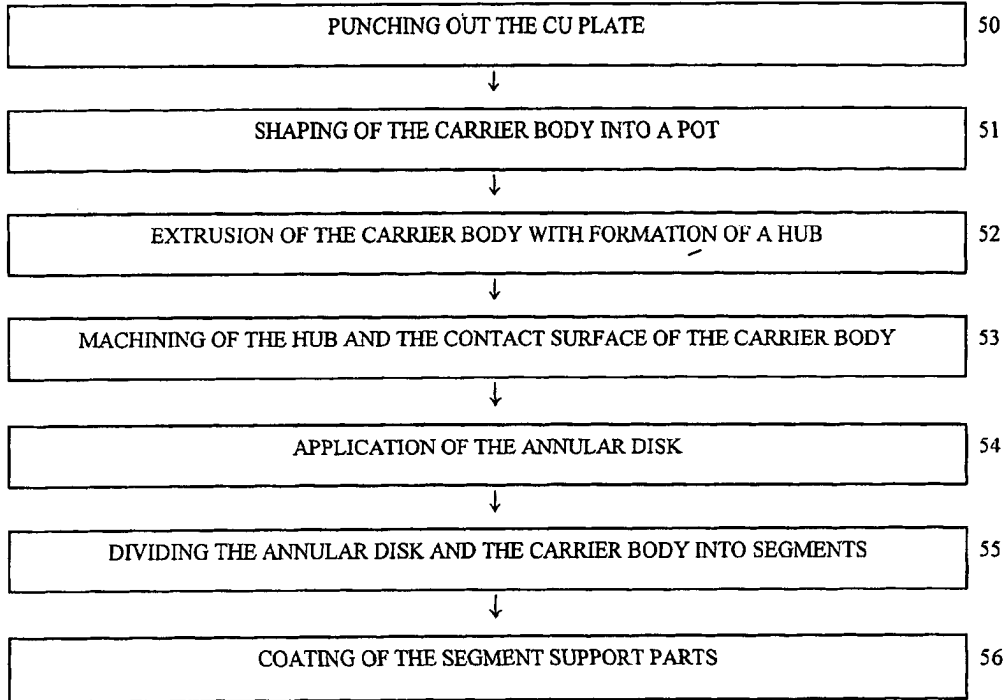 PUNCHING OUT THE CU PLATE 50
↓
SHAPING OF THE CARRIER BODY INTO A POT 51
↓
EXTRUSION OF THE CARRIER BODY WITH FORMATION OF A HUB 52
↓
MACHINING OF THE HUB AND THE CONTACT SURFACE OF THE CARRIER BODY 53
↓
APPLICATION OF THE ANNULAR DISK 54
↓
DIVIDING THE ANNULAR DISK AND THE CARRIER BODY INTO SEGMENTS 55
↓
COATING OF THE SEGMENT SUPPORT PARTS 56